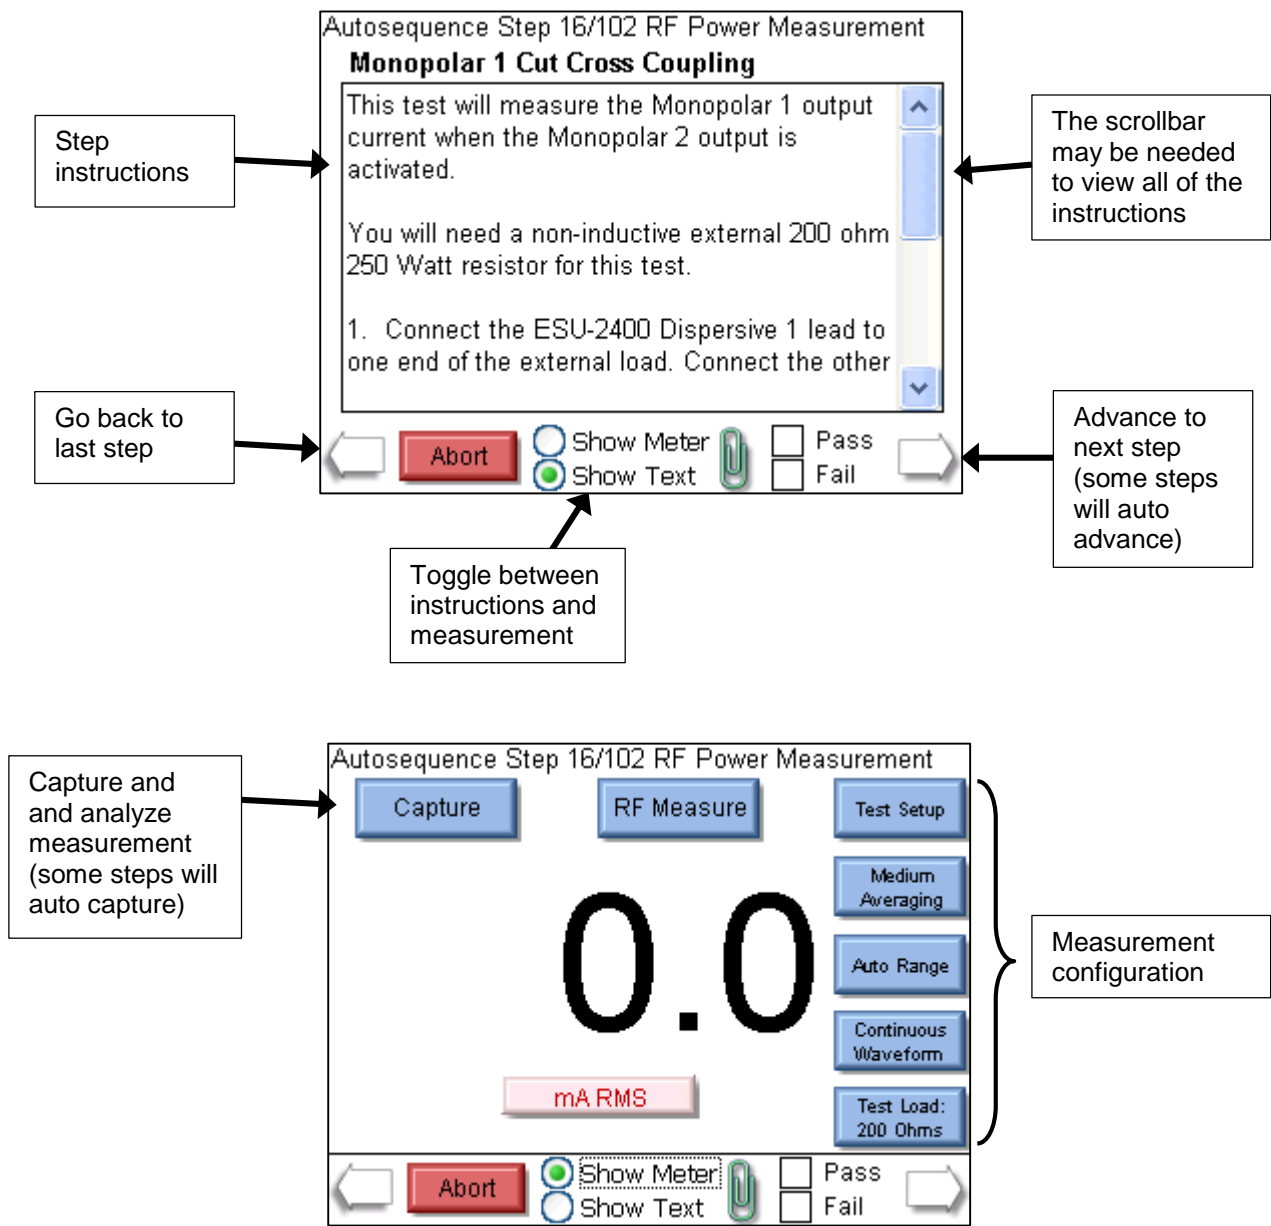 Autosequence Step 16/102 RF Power Measurement
Monopolar 1 Cut Cross Coupling
This test will measure the Monopolar 1 output
current when the Monopolar 2 output is
activated.
You will need a non-inductive external 200 ohm
250 Watt resistor for this test.
1. Connect the ESU-2400 Dispersive 1 lead to
one end of the external load. Connect the other
Step
instructions
The scrollbar
may be needed
to view all of the
instructions
Go back to
last step
Abort
Show Meter
Show Text
Pass
Fail
Advance to
next step
(some steps
will auto
advance)
Toggle between
instructions and
measurement
Autosequence Step 16/102 RF Power Measurement
Capture and
and analyze
measurement
(some steps will
auto capture)
Capture
RF Measure
Test Setup
Medium
Averaging
Auto Range
Continuous
Waveform
Test Load:
200 Ohms
0.0
mA RMS
Measurement
configuration
Abort
Show Meter
Show Text
Pass
Fail